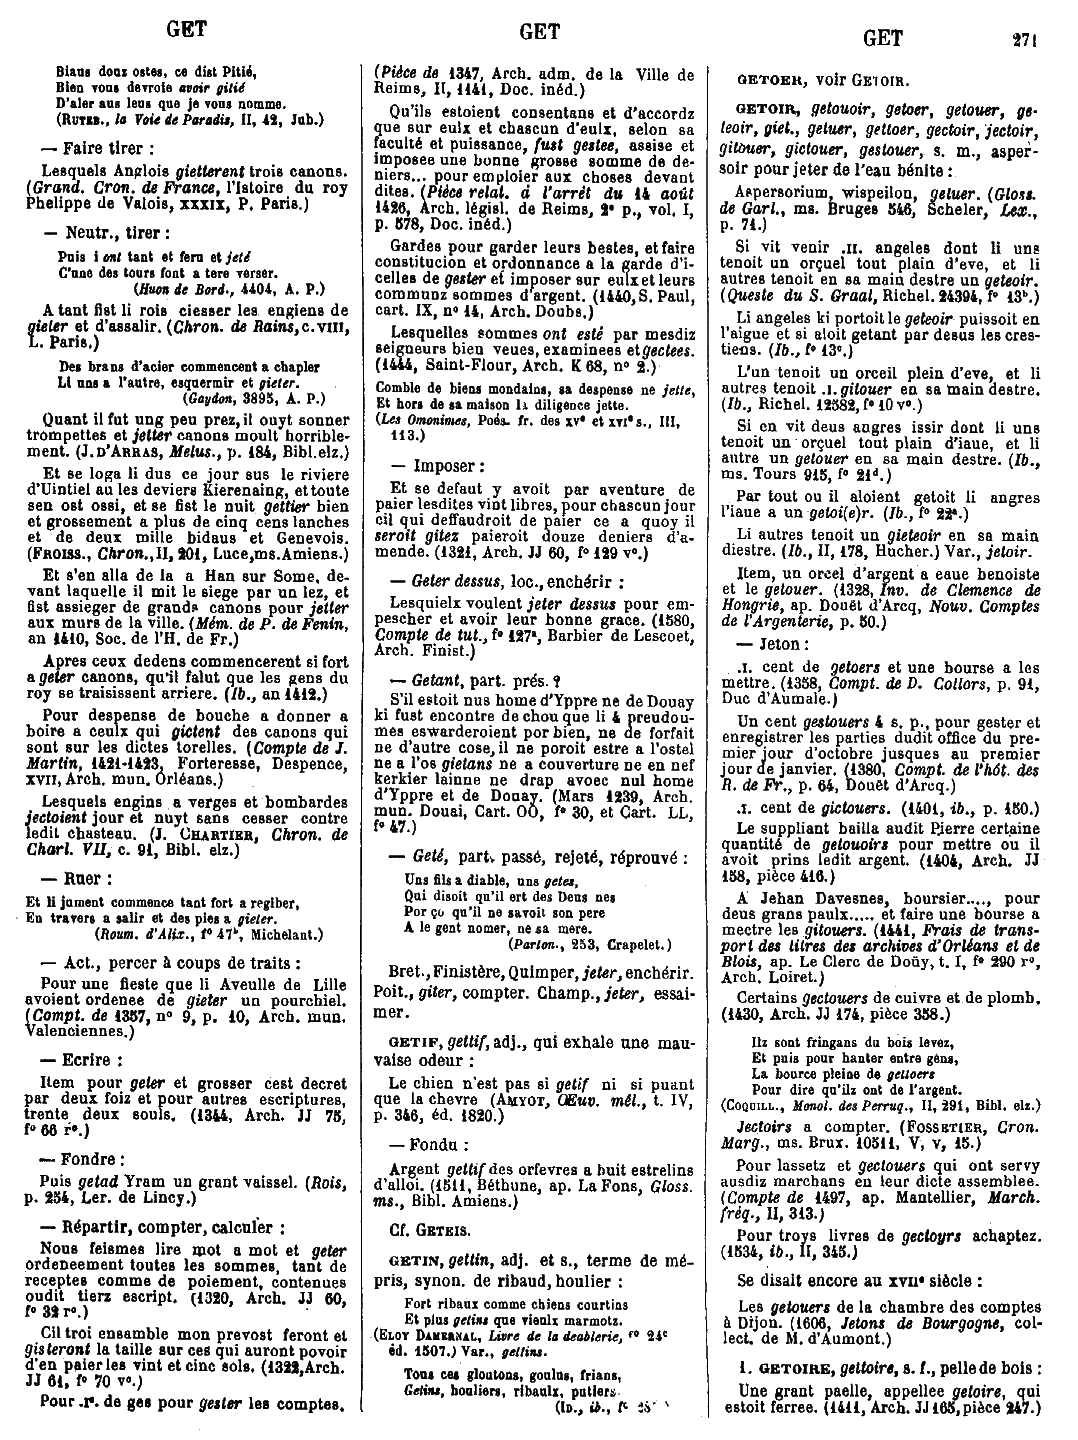 GET
GET
GET
271
Biaus douz ostes, ce dist Pitié,
Bien vous devroie avoir gitié
D'aler aus leus que je vous nomme.
(RUTEB., la Voie de Paradis, II, 42, Jub.)
— Faire tirer :
Lesquels Anglois gietterent trois canons.
(Grand. Cron. de France, l'Istoire du roy
Phelippe de Valois, XXXIX, P. Paris.)
— Neutr., tirer :
Puis i ont tant et feru et jeté
C'une des tours font a tere verser.
(Huon de Bord., 4404, A. P.)
A tant fist li rois ciesser les engiens de
gieter et d'assalir. (Chron. de Rains, c. VIII,
L. Paris.)
Des brans d'acier commencent a chapler
Li uns a l'autre, esquermir et gieter.
(Gaydon, 3895, A. P.)
Quant il fut ung peu prez, il ouyt sonner
trompettes et jetter canons moult horrible-
ment. (J. D'ARRAS, Melus., p. 184, Bibl.elz.)
Et se loga li dus ce jour sus le riviere
d'Uintiel au les deviers Kierenaing, et toute
sen ost ossi, et se fist le nuit gettier bien
et grossement a plus de cinq cens lanches
et de deux mille bidaus et Genevois.
(FROISS., Chron., II, 201, Luce, ms. Amiens.)
Et s'en alla de la a Han sur Some, de-
vant laquelle il mit le siege par un lez, et
fist assieger de grands canons pour jetter
aux murs de la ville. (Mém. de P. de Fenin,
an 1410, Soc. de l'H. de Fr.)
Apres ceux dedens commencerent si fort
a geter canons, qu'il falut que les gens du
roy se traisissent arriere. (Ib., an 1412.)
Pour despense de bouche a donner a
boire a ceulx qui gictent des canons qui
sont sur les dictes torelles. (Compte de J.
Martin, 1421-1423, Forteresse, Despence,
XVII, Arch. mun. Orléans.)
Lesquels engins a verges et bombardes
jectoient jour et nuyt sans cesser contre
ledit chasteau. (J. CHARTIER, Chron. de
Charl. VII, c. 91, Bibl. elz.)
— Ruer :
Et li jument commence tant fort a regiber,
En travers a salir et des pies a gieter.
(Roum. d'Alix., f° 47b, Michelant.)
— Act., percer à coups de traits :
Pour une fieste que li Aveulle de Lille
avoient ordenee de gieter un pourchiel.
(Compt. de 1357, n° 9, p. 10, Arch. mun.
Valenciennes.)
— Ecrire :
Item pour geter et grosser cest decret
par deux foiz et pour autres escriptures,
trente deux souls. (1344, Arch. JJ 75,
f° 66 r°.)
— Fondre :
Puis getad Yram un grant vaissel. (Rois,
p. 254, Ler. de Lincy.)
— Répartir, compter, calculer :
Nous feismes lire mot a mot et geter
ordeneement toutes les sommes, tant de
receptes comme de poiement, contenues
oudit tierz escript. (1320, Arch. JJ 60,
f° 32 r°.)
Cil troi ensamble mon prevost feront et
gisteront la taille sur ces qui auront povoir
d'en paier les vint et cinc sols. (1322, Arch.
JJ 61, f° 70 v°.)
Pour .I°. de ges pour gester les comptes.
(Pièce de 1347, Arch. adm. de la Ville de
Reims, II, 1141, Doc. inéd.)
Qu'ils estoient consentans et d'accordz
que sur eulx et chascun d'eulx, selon sa
faculté et puissance, fust gestee, assise et
imposee une bonne grosse somme de de-
niers... pour emploier aux choses devant
dites. (Pièce relat. à l'arrêt du 14 août
1426, Arch. législ. de Reims, 2e p., vol. I,
p. 578, Doc. inéd.)
Gardes pour garder leurs bestes, et faire
constitucion et ordonnance a la garde d'i-
celles de gester et imposer sur eulx et leurs
communz sommes d'argent. (1440, S. Paul,
cart. IX, n° 14, Arch. Doubs.)
Lesquelles sommes ont esté par mesdiz
seigneurs bien veues, examinees et gectees.
(1444, Saint-Flour, Arch. K 68, n° 2.)
Comble de biens mondains, sa despense ne jette,
Et hors de sa maison la diligence jette.
(Les Omonimes, Poés. fr. des XVe et XVIe s., III,
113.)
— Imposer :
Et se defaut y avoit par aventure de
paier lesdites vint libres, pour chascun jour
cil qui deffaudroit de paier ce a quoy il
seroit gitez paieroit douze deniers d'a-
mende. (1321, Arch. JJ 60, f° 129 v°.)
— Geter dessus, loc., enchérir :
Lesquielx voulent jeter dessus pour em-
pescher et avoir leur bonne grace. (1580,
Compte de tut., f° 127a, Barbier de Lescoet,
Arch. Finist.)
— Getant, part. prés. ?
S'il estoit nus home d'Yppre ne de Douay
ki fust encontre de chou que li 4 preudou-
mes eswarderoient por bien, ne de forfait
ne d'autre cose, il ne poroit estre a l'ostel
ne a l'os gietans ne a couverture ne en nef
kerkier lainne ne drap avoec nul home
d'Yppre et de Douay. (Mars 1239, Arch.
mun. Douai, Cart. OO, f° 30, et Cart. LL,
f° 47.)
— Geté, part. passé, rejeté, réprouvé :
Uns fils a diable, uns getes,
Qui disoit qu'il ert des Deus nes
Por ço qu'il ne savoit son pere
A le gent nomer, ne sa mere.
(Parton., 253, Crapelet.)
Bret., Finistère, Quimper, jeter, enchérir.
Poit., giter, compter. Champ., jeter, essai-
mer.
GETIF, gettif, adj., qui exhale une mau-
vaise odeur :
Le chien n'est pas si getif ni si puant
que la chevre (AMYOT, Œuv. mél., t. IV,
p. 346, éd. 1820.)
— Fondu :
Argent gettif des orfevres a huit estrelins
d'alloi. (1511, Béthune, ap. La Fons, Gloss.
ms., Bibl. Amiens.)
Cf. GETEIS.
GETIN, gettin, adj. et s., terme de mé-
pris, synon. de ribaud, houlier :
Fort ribaux comme chiens courtins
Et plus getins que vieulx marmotz.
(ELOY DAMERNAL, Livre de la deablerie, f° 24c
éd. 1507.) Var., gettins.
Tous ces gloutons, goulus, frians,
Getins, houliers, ribaulx, putiers.
(ID., ib., f°
GETOER, voir GETOIR.
GETOIR, getouoir, getoer, getouer, ge-
teoir, giet., geluer, gettoer, gectoir, jectoir,
gitouer, gictouer, gestouer, s. m., asper-
soir pour jeter de l'eau bénite :
Aspersorium, wispeilon, geluer. (Gloss.
de Garl., ms. Bruges 546, Scheler, Lex.,
p. 71.)
Si vit venir .II. angeles dont li uns
tenoit un orçuel tout plain d'eve, et li
autres tenoit en sa main destre un geteoir.
(Queste du S. Graal, Richel. 24394, f° 13b.)
Li angeles ki portoit le geteoir puissoit en
l'aigue et si aloit getant par desus les cres-
tiens. (Ib., f° 13c.)
L'un tenoit un orceil plein d'eve, et li
autres tenoit .I. gitouer en sa main destre.
(Ib., Richel. 12582, f° 10 v°.)
Si en vit deus angres issir dont li uns
tenoit un orçuel tout plain d'iaue, et li
autre un getouer en sa main destre. (Ib.,
ms. Tours 915, f° 21d.)
Par tout ou il aloient getoit li angres
l'iaue a un getoi(e)r. (Ib., f° 22a.)
Li autres tenoit un gieteoir en sa main
diestre. (Ib., II, 178, Hucher.) Var., jetoir.
Item, un orcel d'argent a eaue benoiste
et le getouer. (1328, Inv. de Clemence de
Hongrie, ap. Douët d'Arcq, Nouv. Comptes
de l'Argenterie, p. 50.)
— Jeton :
.I. cent de getoers et une bourse a les
mettre. (1358, Compt. de D. Collors, p. 91,
Duc d'Aumale.)
Un cent gestouers 4 s. p., pour gester et
enregistrer les parties dudit office du pre-
mier jour d'octobre jusques au premier
jour de janvier. (1380, Compt. de l'hôt. des
R. de Fr., p. 64, Douët d'Arcq.)
.I. cent de gictouers. (1401, ib., p. 150.)
Le suppliant bailla audit Pierre certaine
quantité de getouoirs pour mettre ou il
avoit prins ledit argent. (1404, Arch. JJ
158, pièce 416.)
A Jehan Davesnes, boursier...., pour
deus grans paulx..... et faire une bourse a
mectre les gitouers. (1441, Frais de trans-
port des titres des archives d'Orléans et de
Blois, ap. Le Clerc de Doüy, t. I, f° 290 r°,
Arch. Loiret.)
Certains gectouers de cuivre et de plomb.
(1430, Arch. JJ 174, pièce 358.)
Ilz sont fringans du bois levez,
Et puis pour hanter entre gens,
La bource pleine de gettoers
Pour dire qu'ilz ont de l'argent.
(COQUILL., Monol. des Perruq., II, 291, Bibl. elz.)
Jectoirs a compter. (FOSSETIER, Cron.
Marg., ms. Brux. 10511, V, v, 15.)
Pour lassetz et gectouers qui ont servy
ausdiz marchans en leur dicte assemblee.
(Compte de 1497, ap. Mantellier, March.
fréq., II, 313.)
Pour troys livres de gectoyrs achaptez.
(1534, ib., II, 345.)
Se disait encore au XVIIe siècle :
Les getouers de la chambre des comptes
à Dijon. (1606, Jetons de Bourgogne, col-
lect. de M. d'Aumont.)
1. GETOIRE, gettoire, s. f., pelle de bois :
Une grant paelle, appellee getoire, qui
estoit ferree. (1411, Arch. JJ 165, pièce 247.)